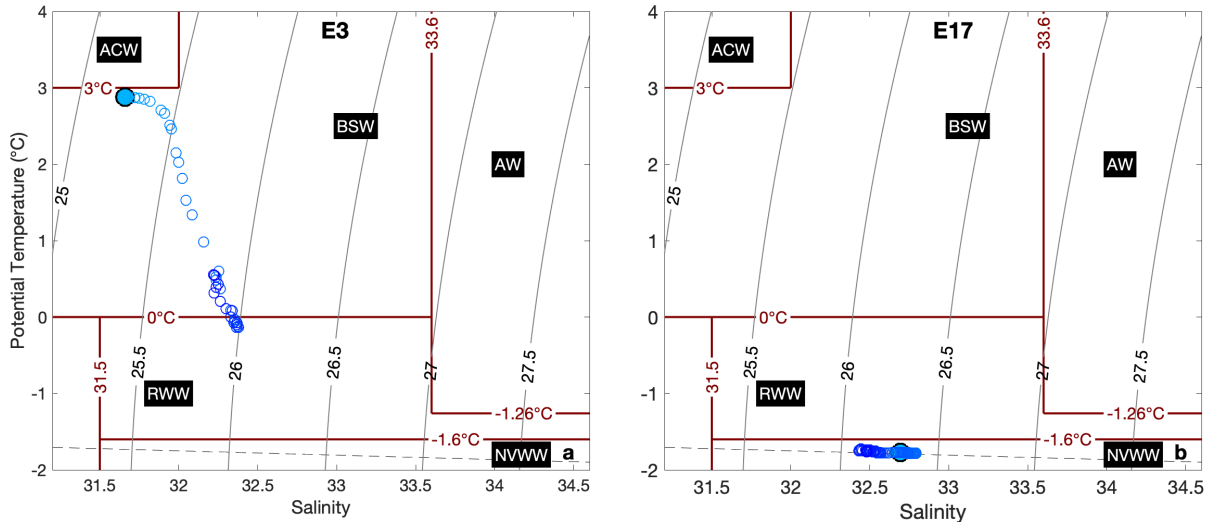 E3
ACW
3°C
33.6
BSW
AW
25
0°C
31.5
25.5
26
26.5
27
27.5
RWW
-1.26°C
-1.6°C
NVWW
a
4
3
2
1
0
-1
-2
31.5
32
32.5
33
33.5
34
34.5
Salinity
Potential Temperature (°C)
E17
ACW
3°C
33.6
BSW
AW
25
0°C
31.5
25.5
26
26.5
27
27.5
RWW
-1.26°C
-1.6°C
NVWW
b
4
3
2
1
0
-1
-2
31.5
32
32.5
33
33.5
34
34.5
Salinity